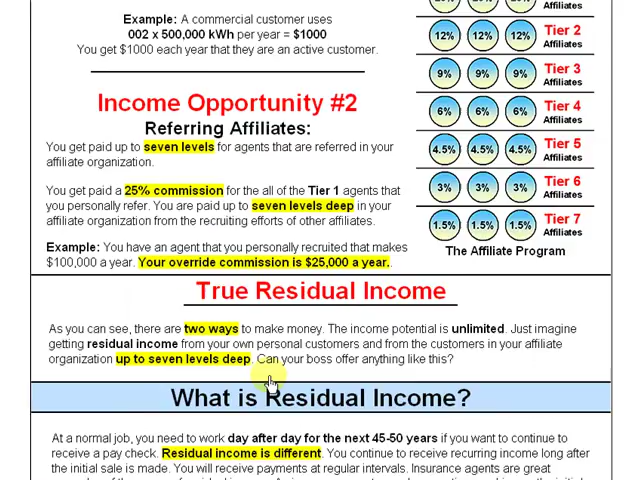 Example: A commercial customer uses
002 x 500,000 kWh per year = $1000
You get $1000 each year that they are an active customer.
Income Opportunity #2
Referring Affiliates:
You get paid up to seven levels for agents that are referred in your
affiliate organization.
You get paid a 25% commission for the all of the Tier 1 agents that
you personally refer. You are paid up to seven levels deep in your
affiliate organization from the recruiting efforts of other affiliates.
Example: You have an agent that you personally recruited that makes
$100,000 a year. Your override commission is $25,000 a year..
Affiliates
12% 12% 12% Tier 2
Affiliates
9% 9% 9% Tier 3
Affiliates
6% 6% 6% Tier 4
Affiliates
4.5% 4.5% 4.5% Tier 5
Affiliates
3% 3% 3% Tier 6
Affiliates
1.5% 1.5% 1.5% Tier 7
Affiliates
The Affiliate Program
True Residual Income
As you can see, there are two ways to make money. The income potential is unlimited. Just imagine
getting residual income from your own personal customers and from the customers in your affiliate
organization up to seven levels deep. Can your boss offer anything like this?
What is Residual Income?
At a normal job, you need to work day after day for the next 45-50 years if you want to continue to
receive a pay check. Residual income is different. You continue to receive recurring income long after
the initial sale is made. You will receive payments at regular intervals. Insurance agents are great